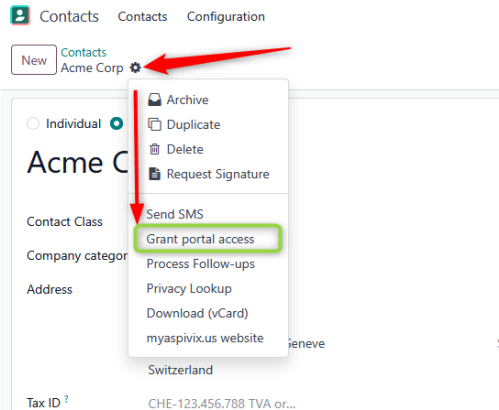 Contacts Contacts Configuration
New Contacts
Acme Corp
Archive
Individual
Duplicate
Delete
Acme C
Request Signature
Send SMS
Contact Class
Grant portal access
Company categor
Process Follow-ups
Address
Privacy Lookup
Download (vCard)
myaspivix.us website
Geneve
Switzerland
Tax ID ? CHE-123.456.788 TVA or...